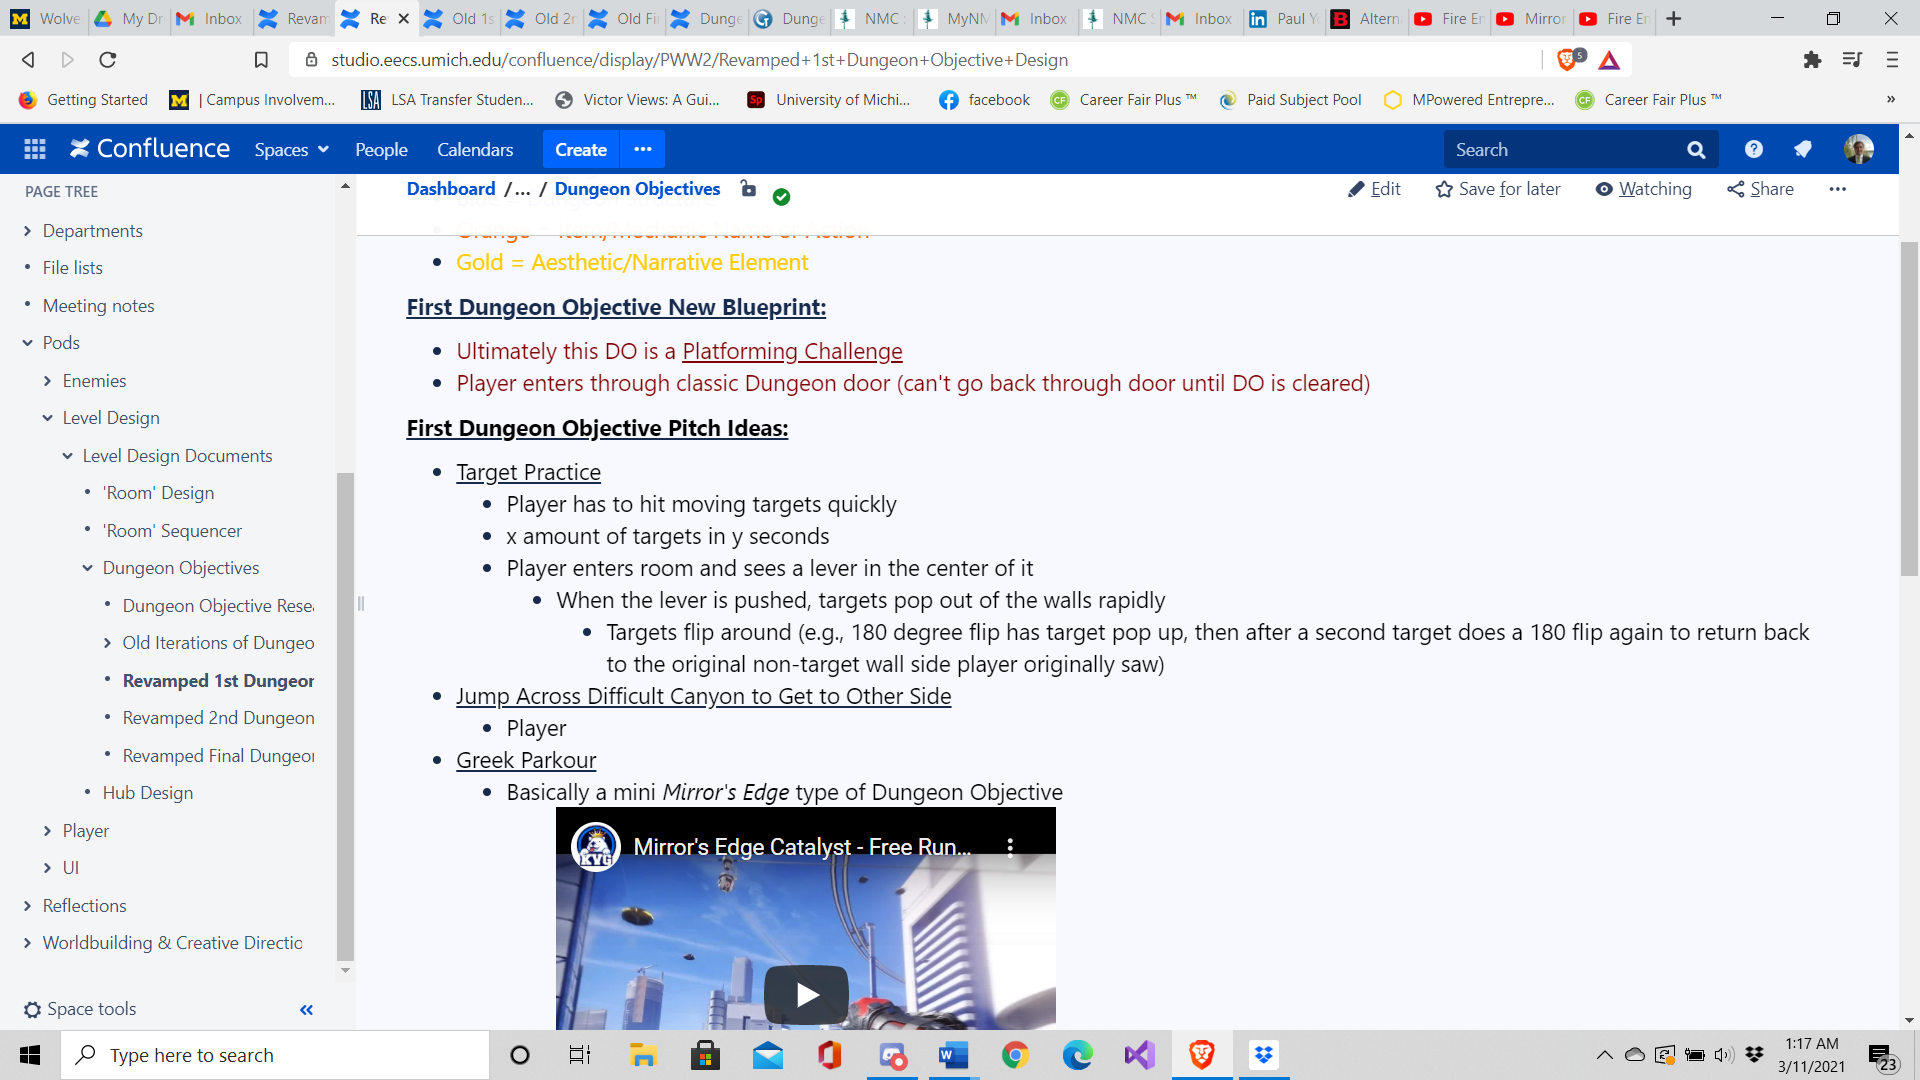 Wolve
My Dr
Inbox
Revam
Re
Old 1s
Old 2n
Old Fi
Dunge
Dunge
NMC
MyNM
Inbox
NMC S
Inbox
Paul Y
Altern
Fire En
Mirror
Fire En
studio.eecs.umich.edu/confluence/display/PWW2/Revamped+1st+Dungeon+Objective+Design
5
Getting Started
| Campus Involvem...
LSA Transfer Studen...
Victor Views: A Gui...
University of Michi...
facebook
Career Fair Plus ™
Paid Subject Pool
MPowered Entrepre...
Career Fair Plus ™
»
Confluence
Spaces
People
Calendars
Create
Search
PAGE TREE
Departments
File lists
Meeting notes
Pods
Enemies
Level Design
Level Design Documents
'Room' Design
'Room' Sequencer
Dungeon Objectives
Dungeon Objective Rese
Old Iterations of Dungeo
Revamped 1st Dungeon
Revamped 2nd Dungeon
Revamped Final Dungeon
Hub Design
Player
UI
Reflections
Worldbuilding & Creative Directio
Space tools
Dashboard /... / Dungeon Objectives
Edit
Save for later
Watching
Share
Orange = Item/Mechanic Name or Action
Gold = Aesthetic/Narrative Element
First Dungeon Objective New Blueprint:
Ultimately this DO is a Platforming Challenge
Player enters through classic Dungeon door (can't go back through door until DO is cleared)
First Dungeon Objective Pitch Ideas:
Target Practice
Player has to hit moving targets quickly
x amount of targets in y seconds
Player enters room and sees a lever in the center of it
When the lever is pushed, targets pop out of the walls rapidly
Targets flip around (e.g., 180 degree flip has target pop up, then after a second target does a 180 flip again to return back
to the original non-target wall side player originally saw)
Jump Across Difficult Canyon to Get to Other Side
Player
Greek Parkour
Basically a mini Mirror's Edge type of Dungeon Objective
KVG
Mirror's Edge Catalyst - Free Run...
Type here to search
1:17 AM
3/11/2021
23